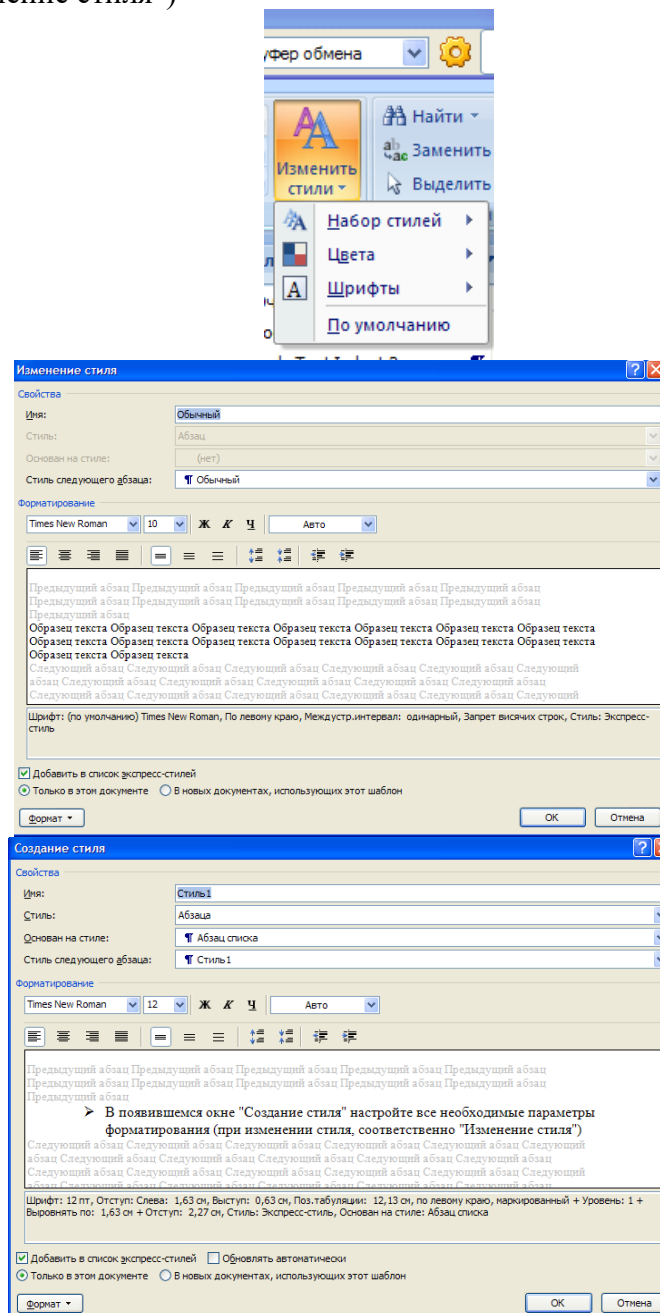 нение стиля")
уфер обмена
Найти
Заменить
Изменить
стили
Выделить
Набор стилей
Цвета
Шрифты
По умолчанию
Изменение стиля
Свойства
Имя: Обычный
Стиль: Абзац
Основан на стиле: (нет)
Стиль следующего абзаца: ¶ Обычный
Форматирование
Times New Roman 10 Ж К Ч Авто
Предыдущий абзац Предыдущий абзац Предыдущий абзац Предыдущий абзац Предыдущий абзац
Предыдущий абзац Предыдущий абзац Предыдущий абзац Предыдущий абзац Предыдущий абзац
Предыдущий абзац
Образец текста Образец текста Образец текста Образец текста Образец текста Образец текста Образец текста
Образец текста Образец текста Образец текста Образец текста Образец текста Образец текста Образец текста
Образец текста Образец текста
Следующий абзац Следующий абзац Следующий абзац Следующий абзац Следующий абзац Следующий
абзац Следующий абзац Следующий абзац Следующий абзац Следующий абзац Следующий абзац
Следующий абзац Следующий абзац Следующий абзац Следующий абзац Следующий абзац Следующий
Шрифт: (по умолчанию) Times New Roman, По левому краю, Междустр.интервал: одинарный, Запрет висячих строк, Стиль: Экспресс-
стиль
Добавить в список экспресс-стилей
Только в этом документе В новых документах, использующих этот шаблон
Формат ОК Отмена
Создание стиля
Свойства
Имя: Стиль1
Стиль: Абзаца
Основан на стиле: ¶ Абзац списка
Стиль следующего абзаца: ¶ Стиль1
Форматирование
Times New Roman 12 Ж К Ч Авто
Предыдущий абзац Предыдущий абзац Предыдущий абзац Предыдущий абзац Предыдущий абзац
Предыдущий абзац Предыдущий абзац Предыдущий абзац Предыдущий абзац Предыдущий абзац
Предыдущий абзац
➢ В появившемся окне "Создание стиля" настройте все необходимые параметры
форматирования (при изменении стиля, соответственно "Изменение стиля")
Следующий абзац Следующий абзац Следующий абзац Следующий абзац Следующий абзац Следующий
абзац Следующий абзац Следующий абзац Следующий абзац Следующий абзац Следующий абзац
Следующий абзац Следующий абзац Следующий абзац Следующий абзац Следующий абзац Следующий
абзац Следующий абзац Следующий абзац Следующий абзац Следующий абзац Следующий абзац
Шрифт: 12 пт, Отступ: Слева: 1,63 см, Выступ: 0,63 см, Поз.табуляции: 12,13 см, по левому краю, маркированный + Уровень: 1 +
Выровнять по: 1,63 см + Отступ: 2,27 см, Стиль: Экспресс-стиль, Основан на стиле: Абзац списка
Добавить в список экспресс-стилей Обновлять автоматически
Только в этом документе В новых документах, использующих этот шаблон
Формат ОК Отмена